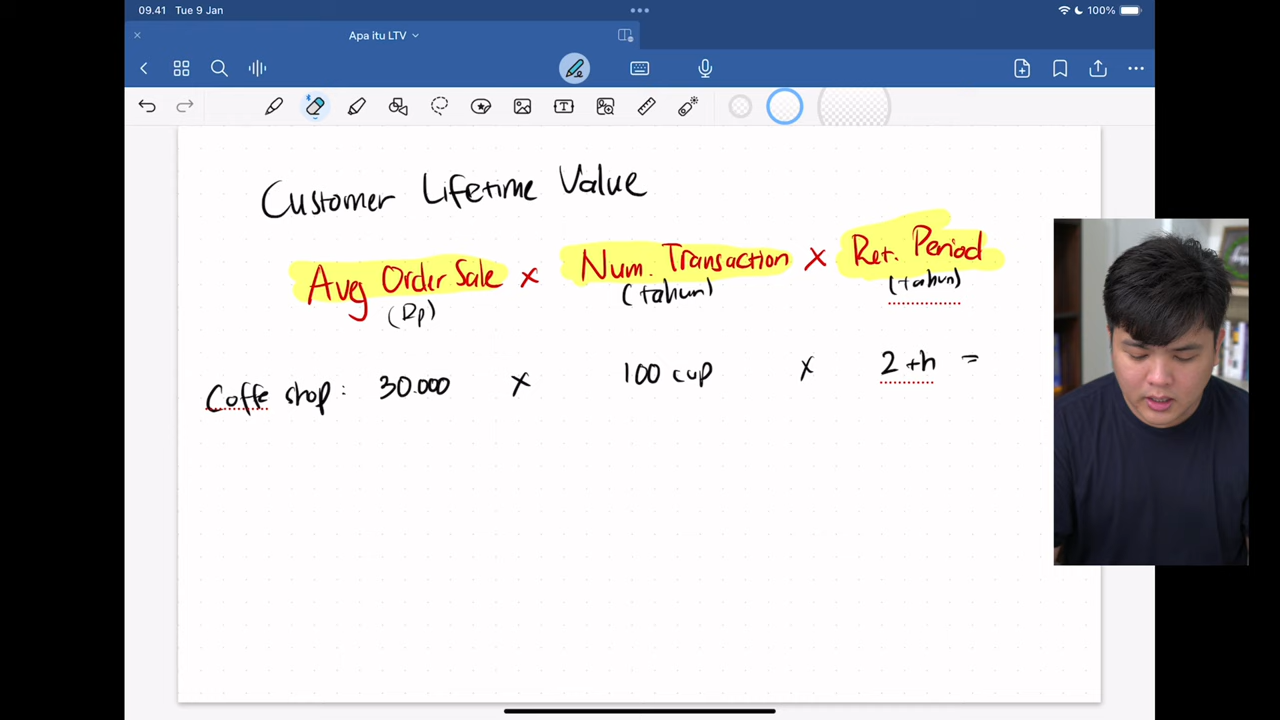 09.41 Tue 9 Jan
100%
Apa itu LTV
Customer Lifetime Value
Avg Order Sale x Num. Transaction x Ret. Period
(Rp) (tahun) (tahun)
Coffe shop: 30.000 x 100 cup x 2 th =